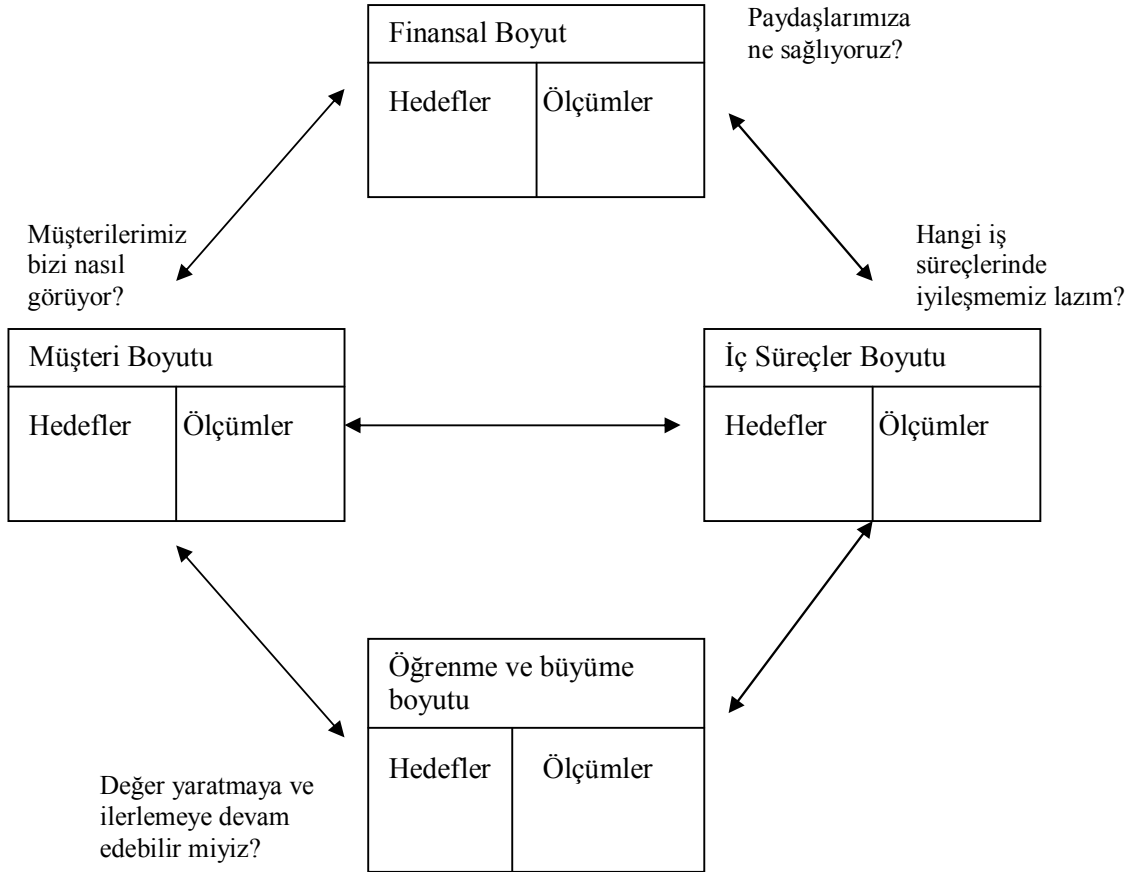 Finansal Boyut
Hedefler
Ölçümler
Paydaşlarımıza
ne sağlıyoruz?
Müşterilerimiz
bizi nasıl
görüyor?
Hangi iş
süreçlerinde
iyileşmemiz lazım?
Müşteri Boyutu
Hedefler
Ölçümler
İç Süreçler Boyutu
Hedefler
Ölçümler
Öğrenme ve büyüme
boyutu
Hedefler
Ölçümler
Değer yaratmaya ve
ilerlemeye devam
edebilir miyiz?